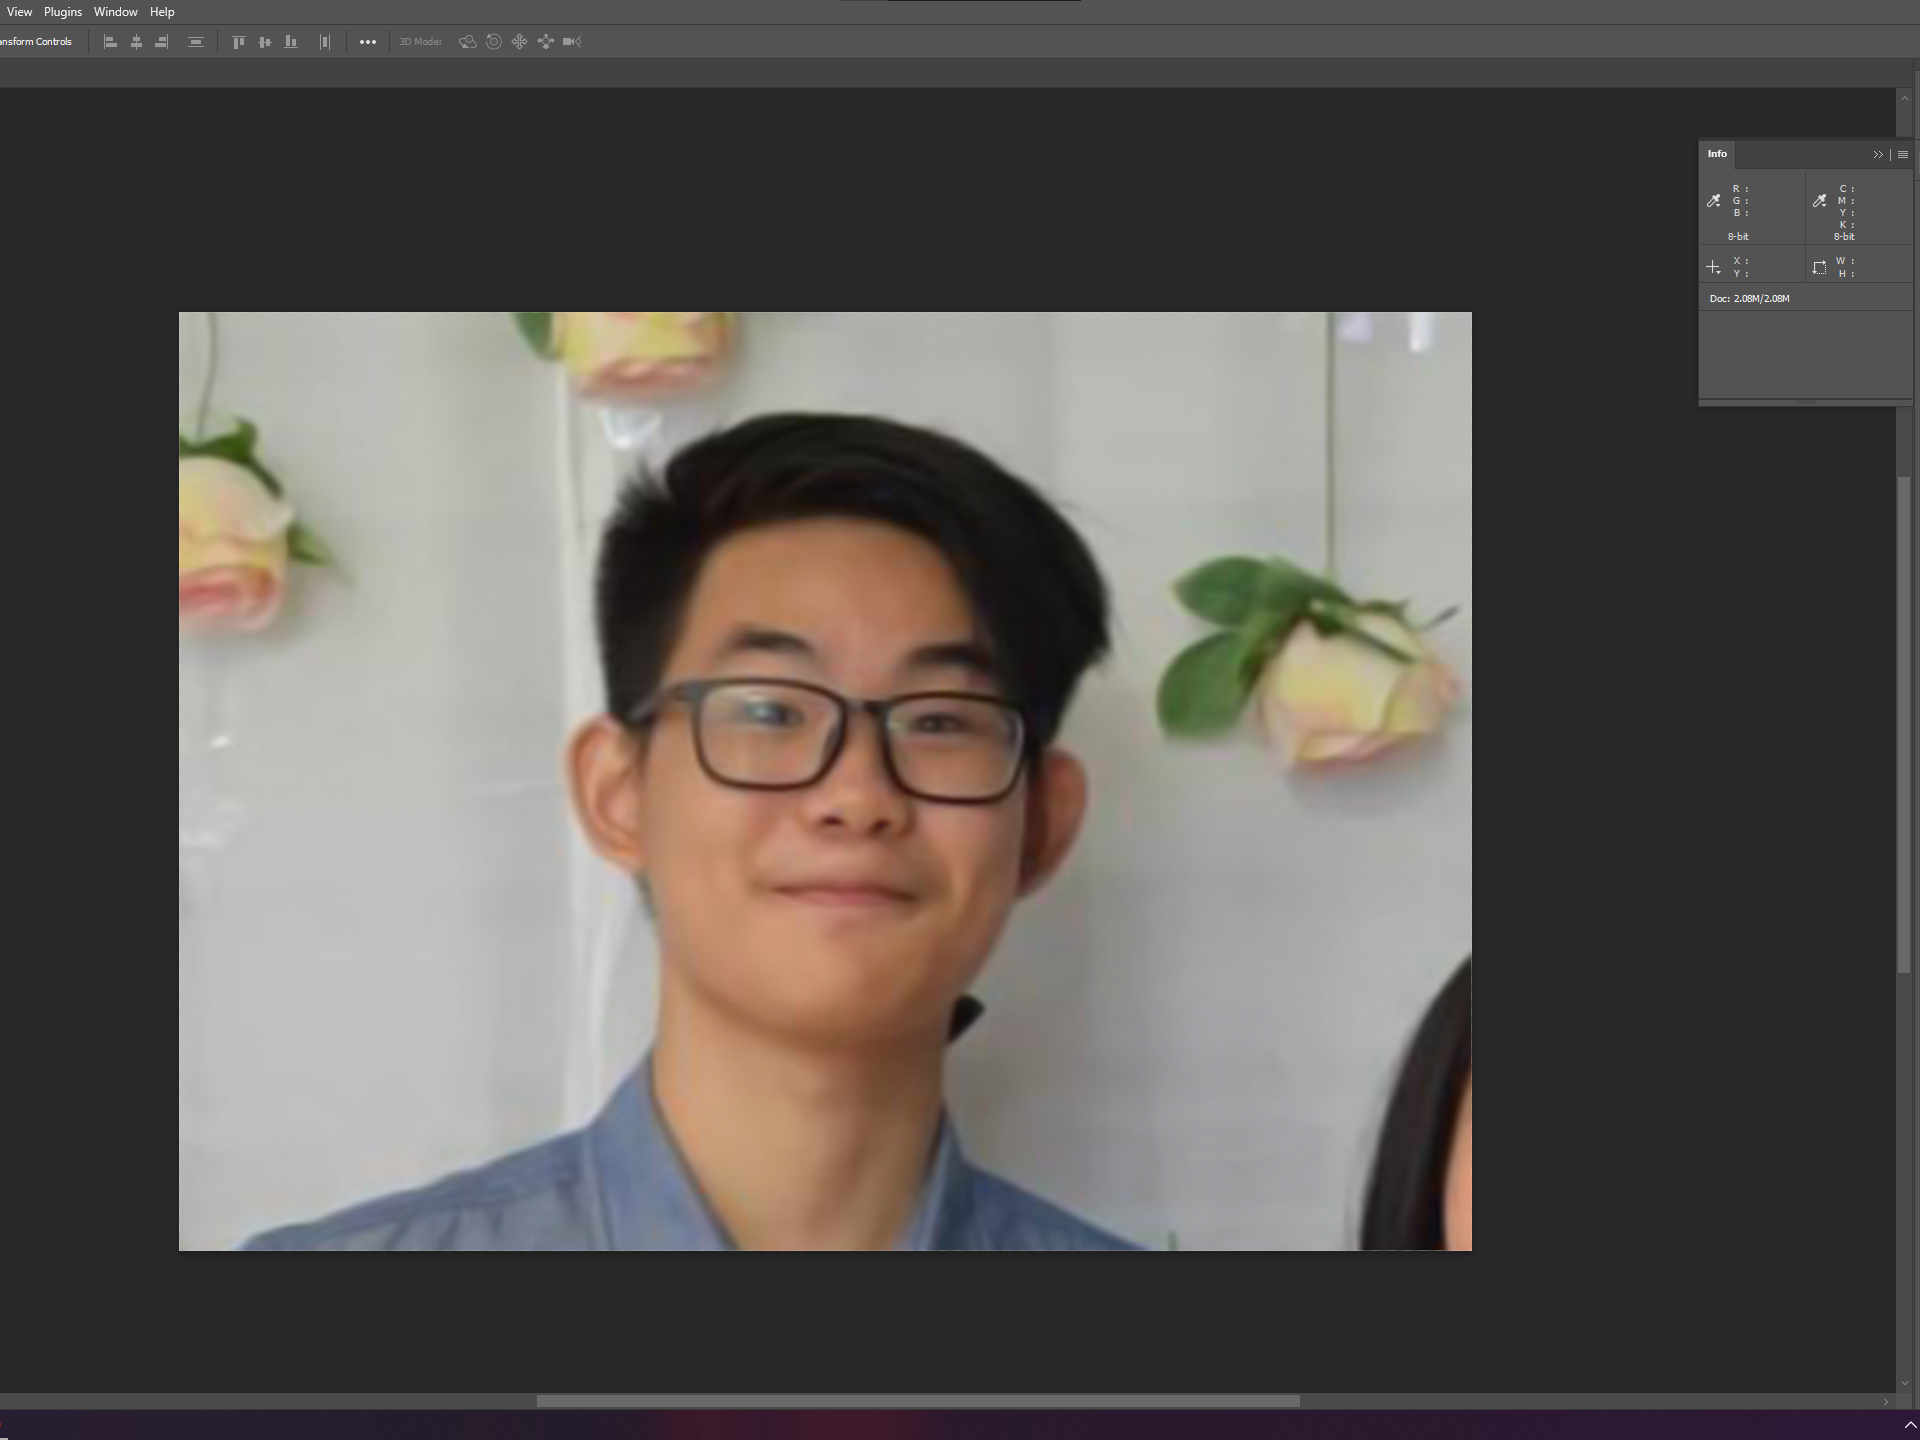 View Plugins Window Help
ansform Controls
3D Mode:
Info
R :
G :
B :
8-bit
C :
M :
Y :
K :
8-bit
X :
Y :
W :
H :
Doc: 2.08M/2.08M